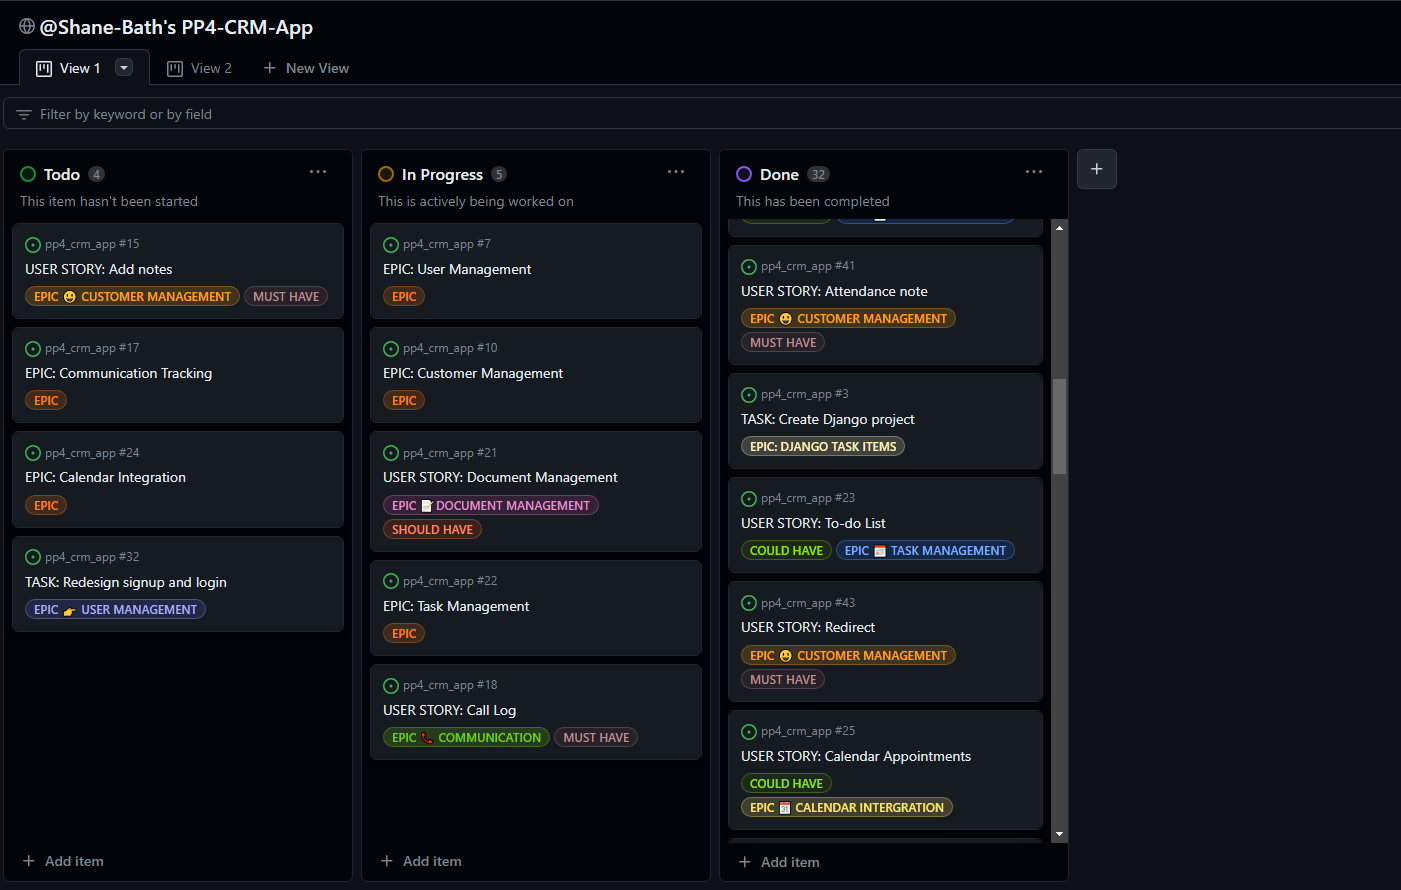 @Shane-Bath's PP4-CRM-App
View 1
View 2
New View
Filter by keyword or by field
Todo 4
This item hasn't been started
pp4_crm_app #15
USER STORY: Add notes
EPIC 😃 CUSTOMER MANAGEMENT MUST HAVE
pp4_crm_app #17
EPIC: Communication Tracking
EPIC
pp4_crm_app #24
EPIC: Calendar Integration
EPIC
pp4_crm_app #32
TASK: Redesign signup and login
EPIC 👉 USER MANAGEMENT
Add item
In Progress 5
This is actively being worked on
pp4_crm_app #7
EPIC: User Management
EPIC
pp4_crm_app #10
EPIC: Customer Management
EPIC
pp4_crm_app #21
USER STORY: Document Management
EPIC 📝 DOCUMENT MANAGEMENT
SHOULD HAVE
pp4_crm_app #22
EPIC: Task Management
EPIC
pp4_crm_app #18
USER STORY: Call Log
EPIC 📞 COMMUNICATION MUST HAVE
Add item
Done 32
This has been completed
pp4_crm_app #41
USER STORY: Attendance note
EPIC 😃 CUSTOMER MANAGEMENT
MUST HAVE
pp4_crm_app #3
TASK: Create Django project
EPIC: DJANGO TASK ITEMS
pp4_crm_app #23
USER STORY: To-do List
COULD HAVE EPIC 📅 TASK MANAGEMENT
pp4_crm_app #43
USER STORY: Redirect
EPIC 😃 CUSTOMER MANAGEMENT
MUST HAVE
pp4_crm_app #25
USER STORY: Calendar Appointments
COULD HAVE
EPIC 📅 CALENDAR INTERGRATION
Add item